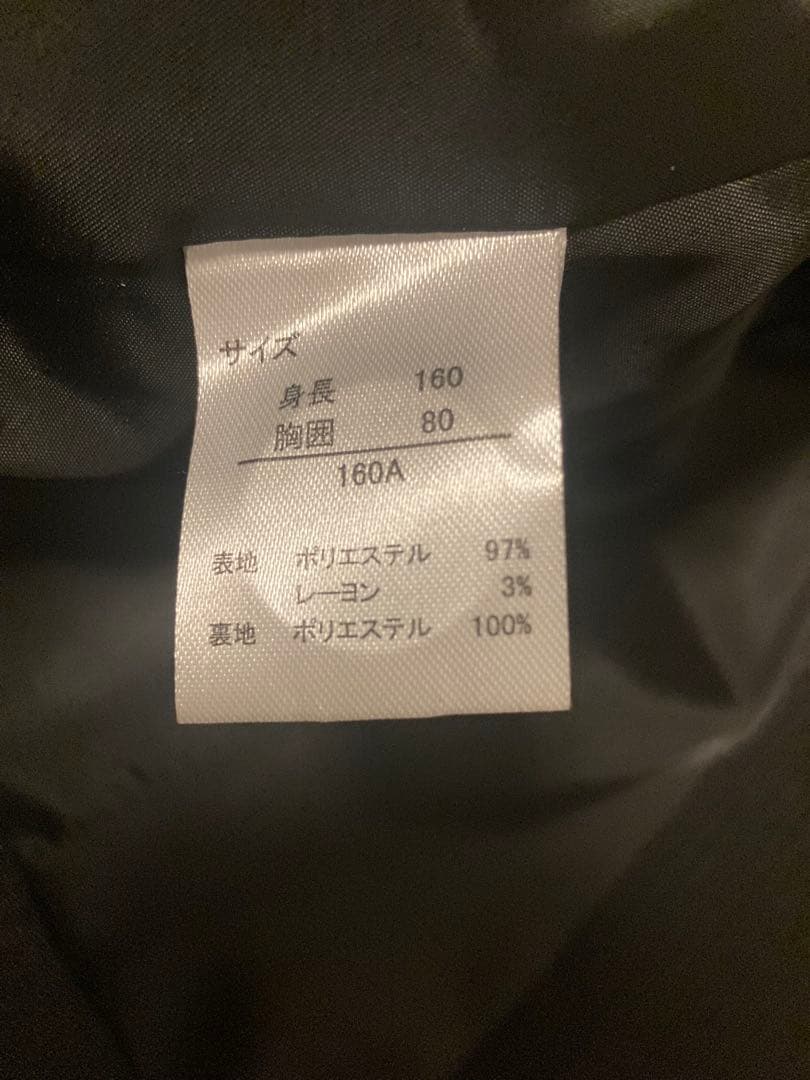 サイズ
身長 160
胸囲 80
160A
表地 ポリエステル 97%
レーヨン 3%
裏地 ポリエステル 100%